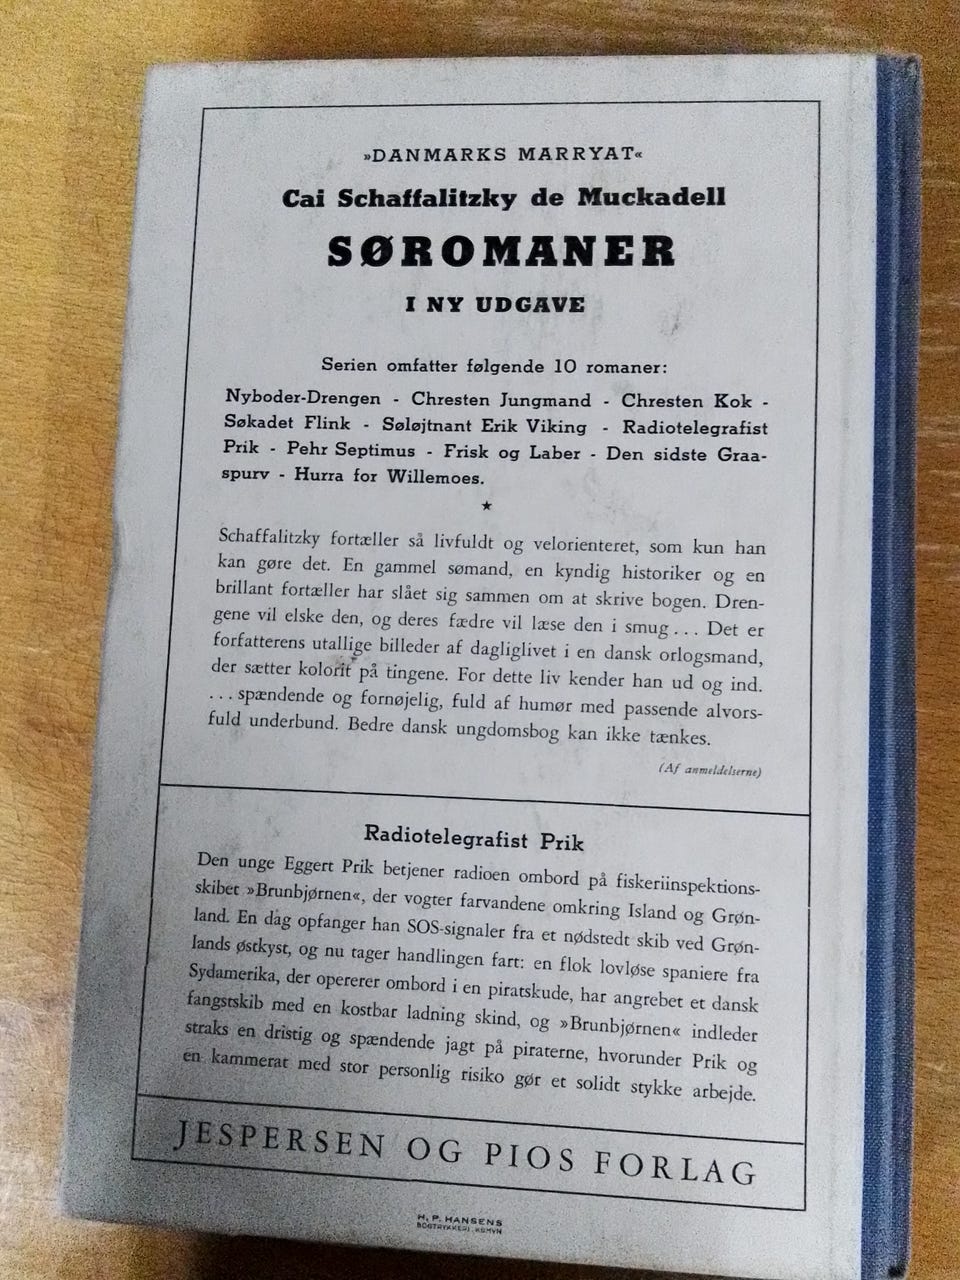 »DANMARKS MARRYAT«
Cai Schaffalitzky de Muckadell
SØROMANER
I NY UDGAVE
Serien omfatter følgende 10 romaner:
Nyboder-Drengen - Chresten Jungmand - Chresten Kok -
Søkadet Flink - Søløjtnant Erik Viking - Radiotelegrafist
Prik - Pehr Septimus - Frisk og Laber - Den sidste Graa-
spurv - Hurra for Willemoes.
★
Schaffalitzky fortæller så livfuldt og velorienteret, som kun han
kan gøre det. En gammel sømand, en kyndig historiker og en
brillant fortæller har slået sig sammen om at skrive bogen. Dren-
gene vil elske den, og deres fædre vil læse den i smug . . . Det er
forfatterens utallige billeder af dagliglivet i en dansk orlogsmand,
der sætter kolorit på tingene. For dette liv kender han ud og ind.
. . . spændende og fornøjelig, fuld af humør med passende alvors-
fuld underbund. Bedre dansk ungdomsbog kan ikke tænkes.
(Af anmeldelserne)
Radiotelegrafist Prik
Den unge Eggert Prik betjener radioen ombord på fiskeriinspektions-
skibet »Brunbjørnen«, der vogter farvandene omkring Island og Grøn-
land. En dag opfanger han SOS-signaler fra et nødstedt skib ved Grøn-
lands østkyst, og nu tager handlingen fart: en flok lovløse spaniere fra
Sydamerika, der opererer ombord i en piratskude, har angrebet et dansk
fangstskib med en kostbar ladning skind, og »Brunbjørnen« indleder
straks en dristig og spændende jagt på piraterne, hvorunder Prik og
en kammerat med stor personlig risiko gør et solidt stykke arbejde.
JESPERSEN OG PIOS FORLAG
H. P. HANSENS
BOGTRYKKERI, KBHVN